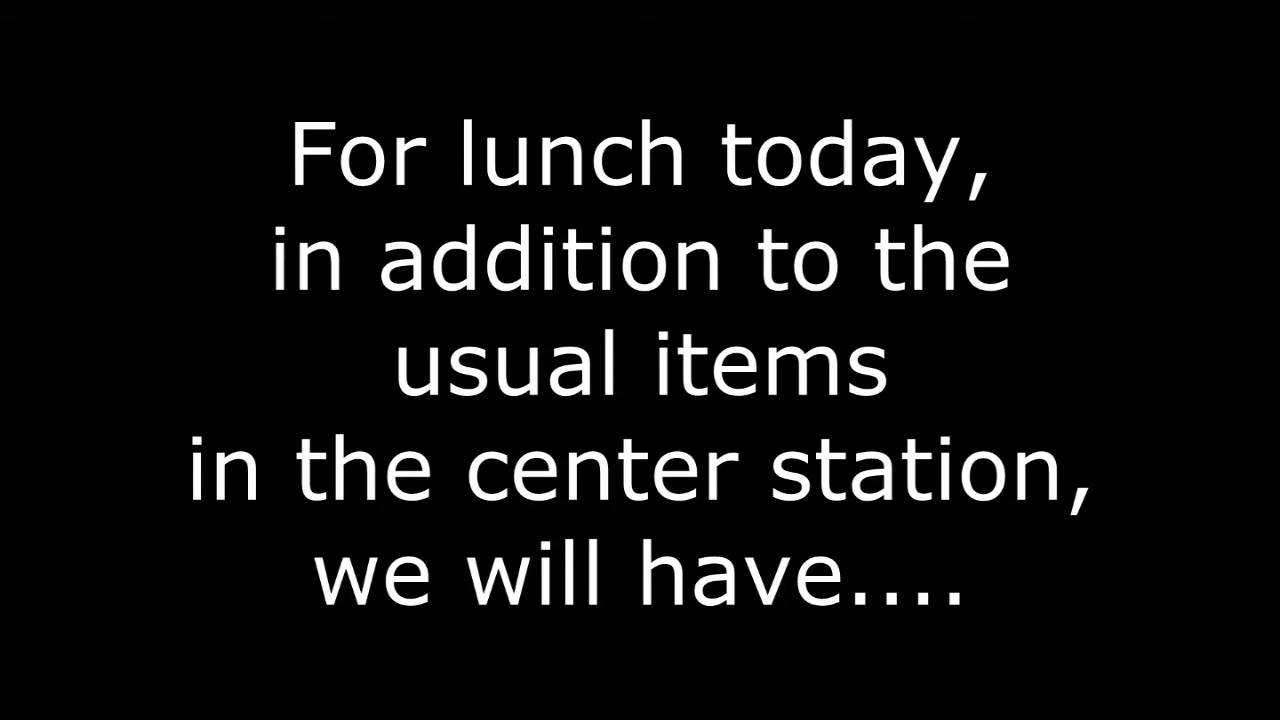 For lunch today,
in addition to the
usual items
in the center station,
we will have....